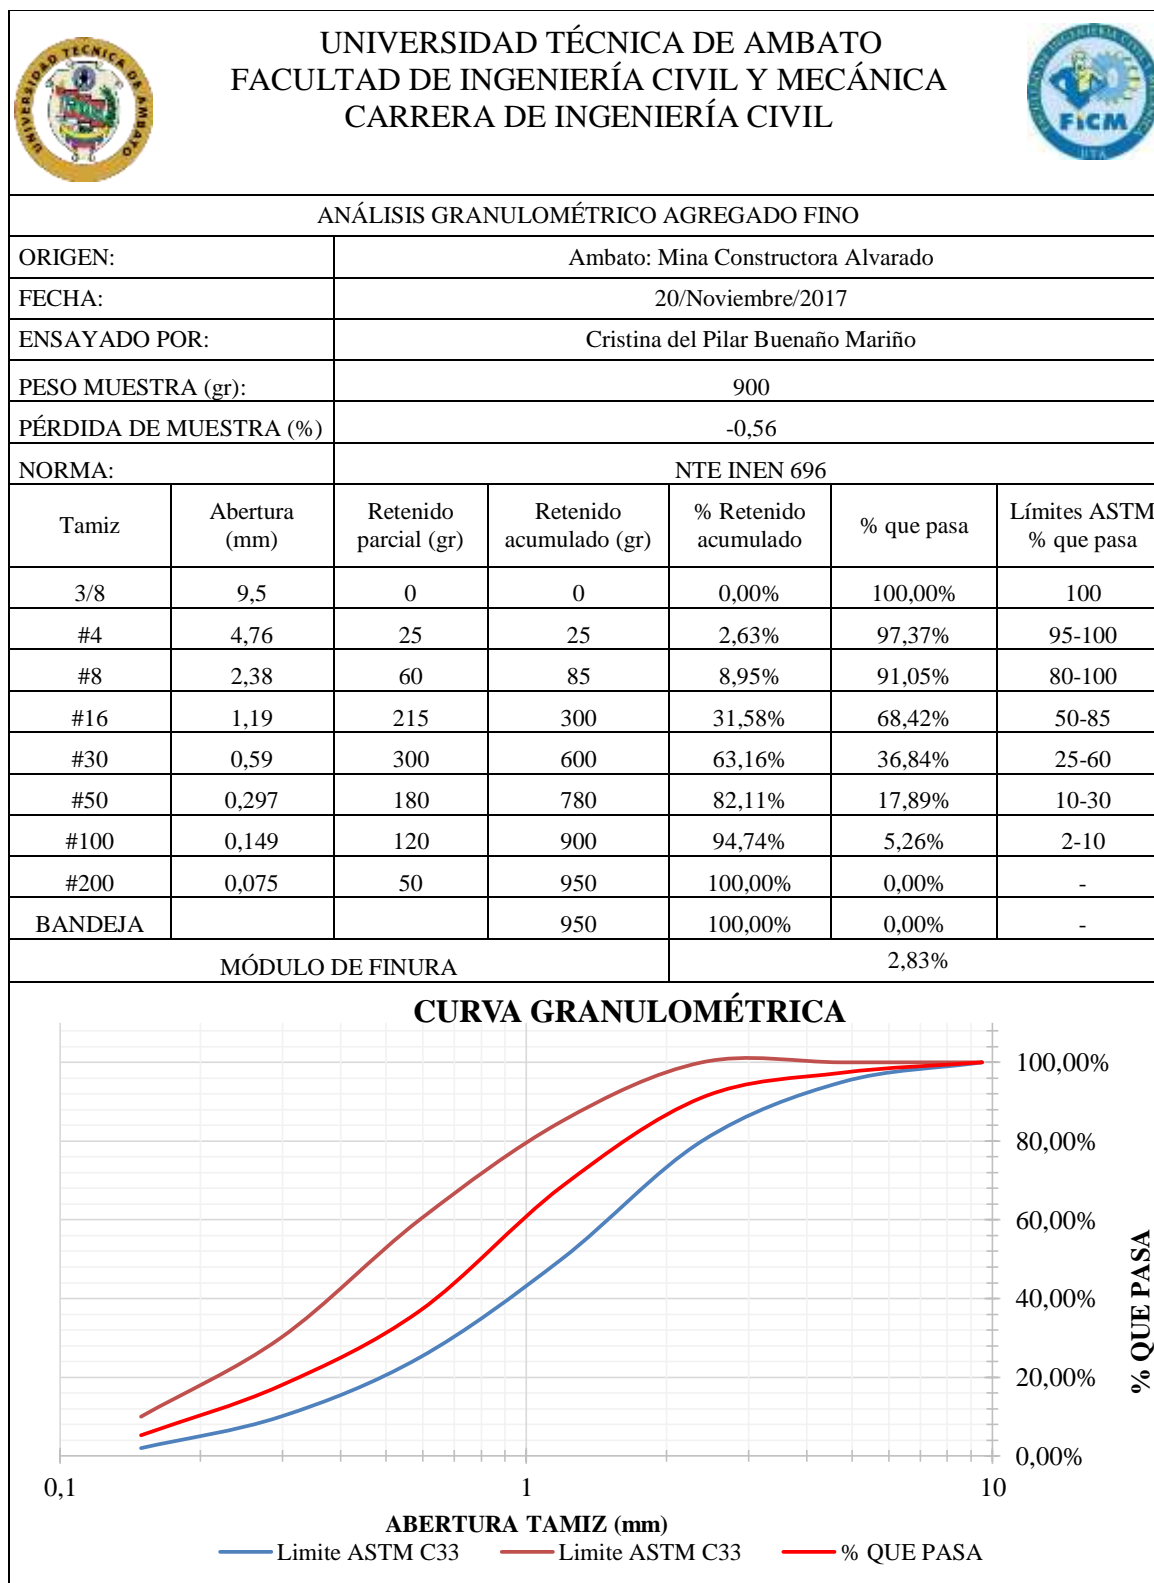 UNIVERSIDAD TÉCNICA DE AMBATO
FACULTAD DE INGENIERÍA CIVIL Y MECÁNICA
CARRERA DE INGENIERÍA CIVIL
UNIVERSIDAD TECNICA DE AMBATO
FICM
UTA
ANÁLISIS GRANULOMÉTRICO AGREGADO FINO
ORIGEN: Ambato: Mina Constructora Alvarado
FECHA: 20/Noviembre/2017
ENSAYADO POR: Cristina del Pilar Buenaño Mariño
PESO MUESTRA (gr): 900
PÉRDIDA DE MUESTRA (%) -0,56
NORMA: NTE INEN 696
Tamiz Abertura (mm) Retenido parcial (gr) Retenido acumulado (gr) % Retenido acumulado % que pasa Límites ASTM % que pasa
3/8 9,5 0 0 0,00% 100,00% 100
#4 4,76 25 25 2,63% 97,37% 95-100
#8 2,38 60 85 8,95% 91,05% 80-100
#16 1,19 215 300 31,58% 68,42% 50-85
#30 0,59 300 600 63,16% 36,84% 25-60
#50 0,297 180 780 82,11% 17,89% 10-30
#100 0,149 120 900 94,74% 5,26% 2-10
#200 0,075 50 950 100,00% 0,00% -
BANDEJA 950 100,00% 0,00% -
MÓDULO DE FINURA 2,83%
CURVA GRANULOMÉTRICA
100,00%
80,00%
60,00%
40,00%
20,00%
0,00%
% QUE PASA
0,1 1 10
ABERTURA TAMIZ (mm)
Limite ASTM C33 Limite ASTM C33 % QUE PASA